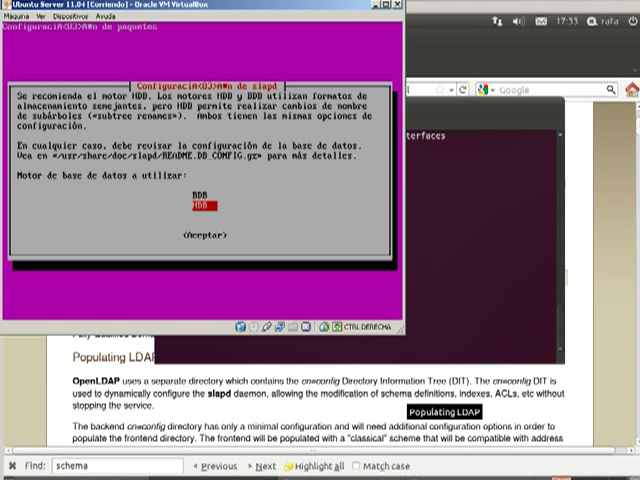 Ubuntu Server 11.04 [Corriendo] - Oracle VM VirtualBox
Máquina Ver Dispositivos Ayuda
17:33 rafa
ConfiguraciÃ<U3>Â³n de paquetes
ConfiguraciÃ<U3>Â³n de slapd
Se recomienda el motor HDB. Los motores HDB y BDB utilizan formatos de
almacenamiento semejantes, pero HDB permite realizar cambios de nombre
de subárboles («subtree renames»). Ambos tienen las mismas opciones de
configuración.
En cualquier caso, debe revisar la configuración de la base de datos.
Vea en «/usr/share/doc/slapd/README.DB_CONFIG.gz» para más detalles.
Motor de base de datos a utilizar:
BDB
HDB
<Aceptar>
CTRL DERECHA
Google
terfaces
Populating LDAP
OpenLDAP uses a separate directory which contains the cn=config Directory Information Tree (DIT). The cn=config DIT is
used to dynamically configure the slapd daemon, allowing the modification of schema definitions, indexes, ACLs, etc without
stopping the service.
Populating LDAP
The backend cn=config directory has only a minimal configuration and will need additional configuration options in order to
populate the frontend directory. The frontend will be populated with a "classical" scheme that will be compatible with address
Find: schema Previous Next Highlight all Match case